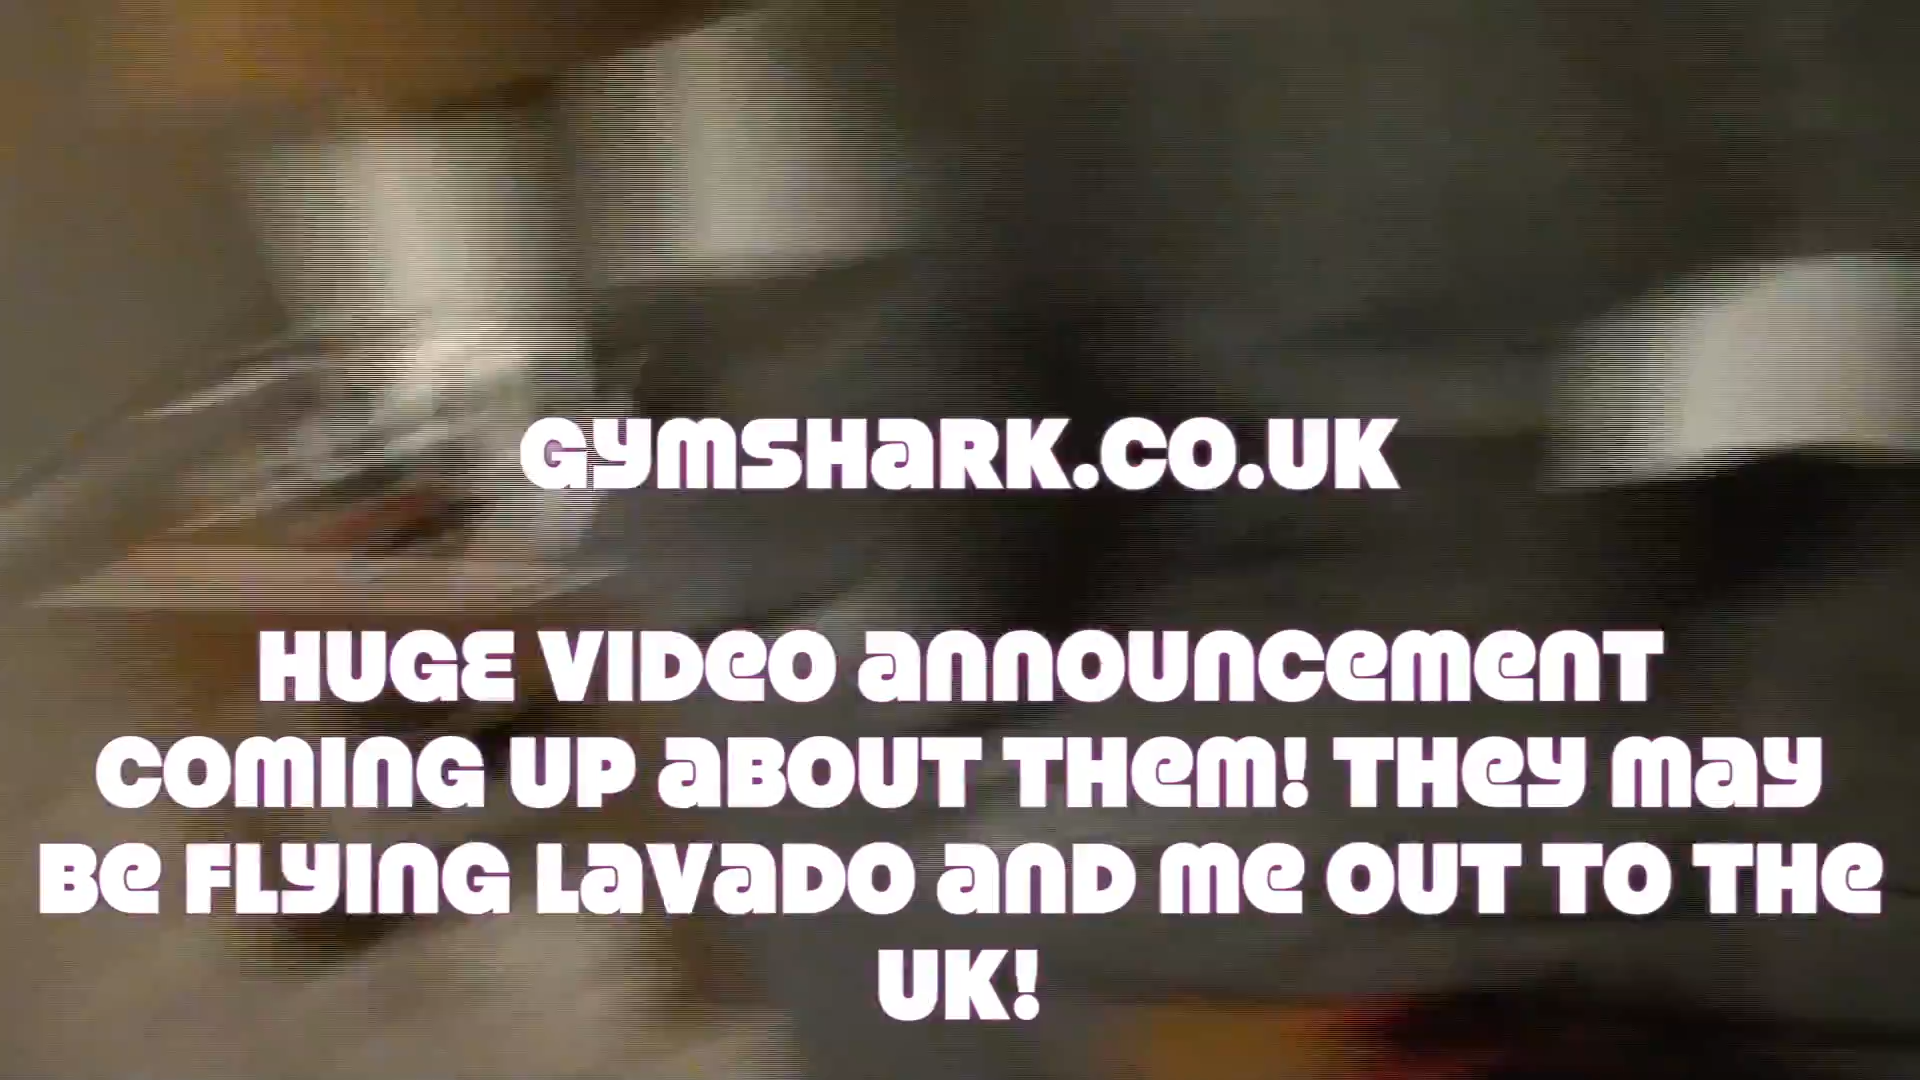 GYMSHARK.CO.UK
HUGE VIDEO ANNOUNCEMENT
COMING UP ABOUT THEM! THEY MAY
BE FLYING LAVADO AND ME OUT TO THE
UK!